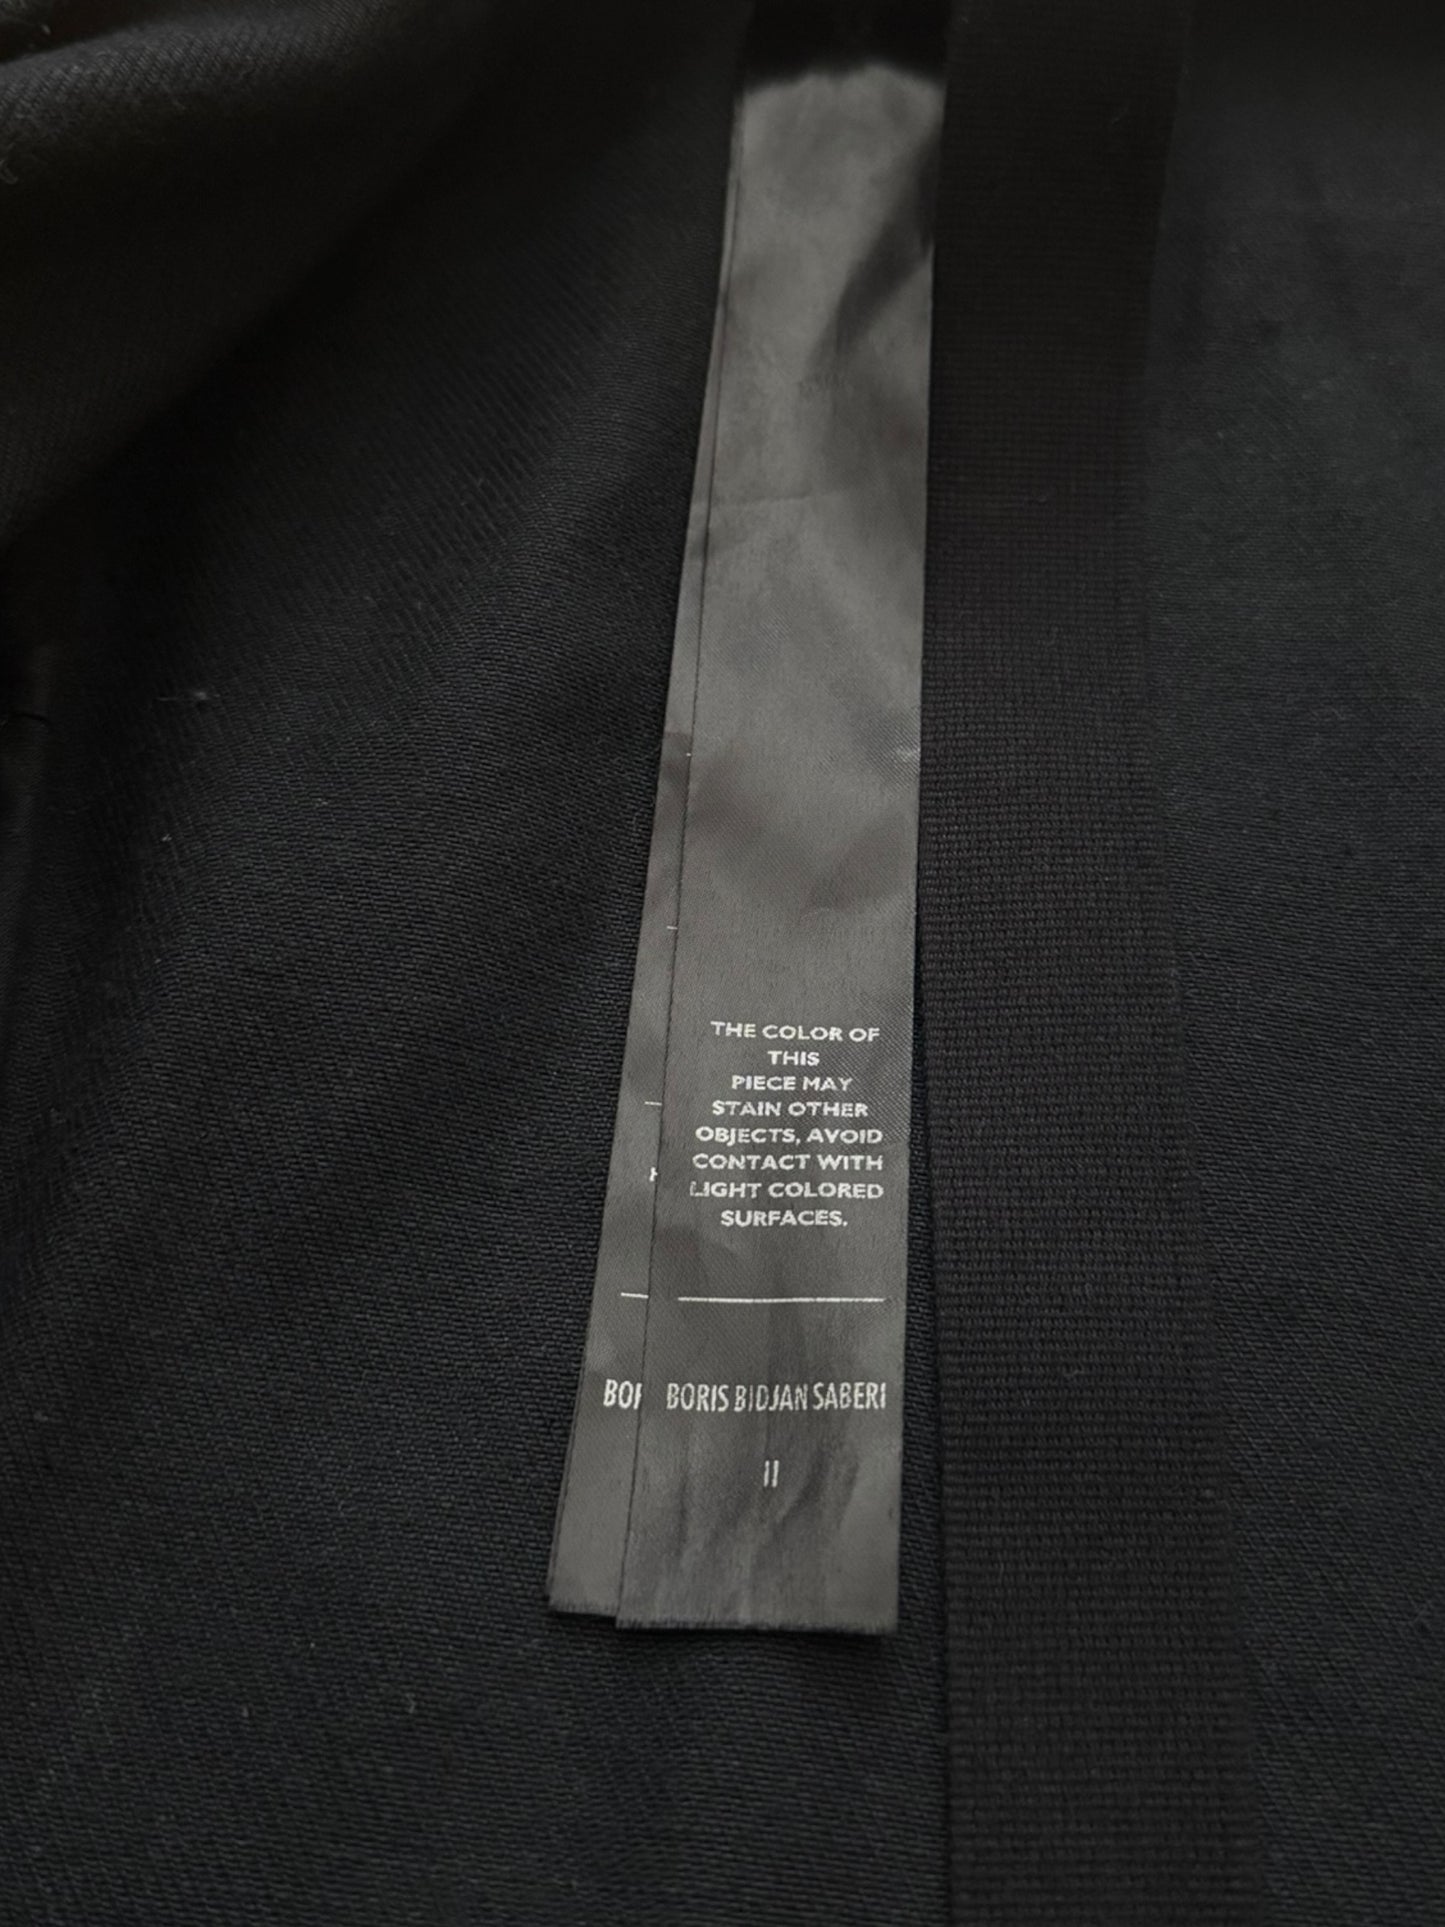 THE COLOR OF
THIS
PIECE MAY
STAIN OTHER
OBJECTS, AVOID
CONTACT WITH
LIGHT COLORED
SURFACES.
BORIS BIDJAN SABERI
11